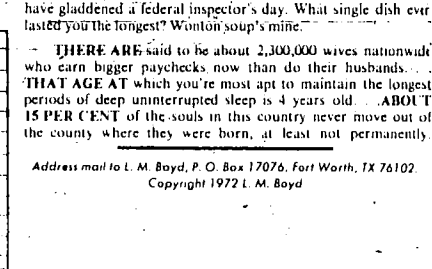 have gladdened a federal inspector's day. What single dish ever
lasted you the longest? Wonton soup's mine.
THERE ARE said to be about 2,300,000 wives nationwide
who earn bigger paychecks now than do their husbands. . .
THAT AGE AT which you're most apt to maintain the longest
periods of deep uninterrupted sleep is 4 years old. . .ABOUT
15 PER CENT of the souls in this country never move out of
the county where they were born, at least not permanently.
Address mail to L. M. Boyd, P. O. Box 17076, Fort Worth, TX 76102.
Copyright 1972 L. M. Boyd